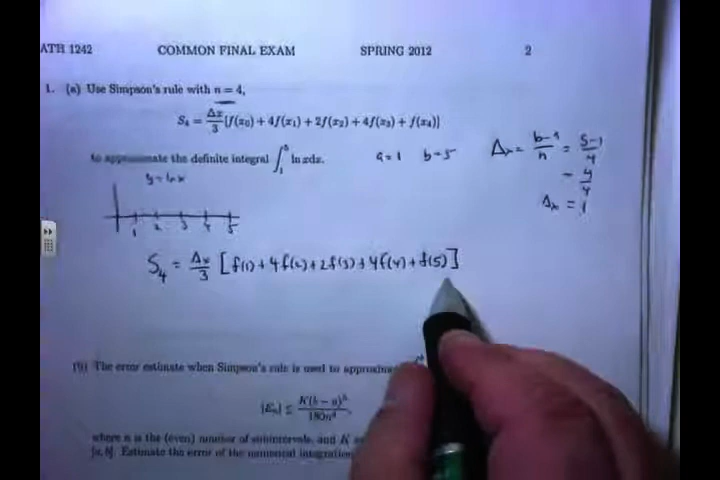 ATH 1242 COMMON FINAL EXAM SPRING 2012 2
1. (a) Use Simpson's rule with n = 4,
S₄ = Δx/3 [f(x₀) + 4f(x₁) + 2f(x₂) + 4f(x₃) + f(x₄)]
to approximate the definite integral ∫₁⁵ ln x dx.
a=1 b=5
Δx = b-a/n = 5-1/4
= 4/4
Δx = 1
y=ln x
1 2 3 4 5
S₄ = Δx/3 [f(1)+4f(2)+2f(3)+4f(4)+f(5)]
(b) The error estimate when Simpson's rule is used to approxima
|Eₙ| ≤ K(b − a)⁵/180n⁴,
where n is the (even) number of subintervals, and K
[a, b]. Estimate the error of the numerical integration